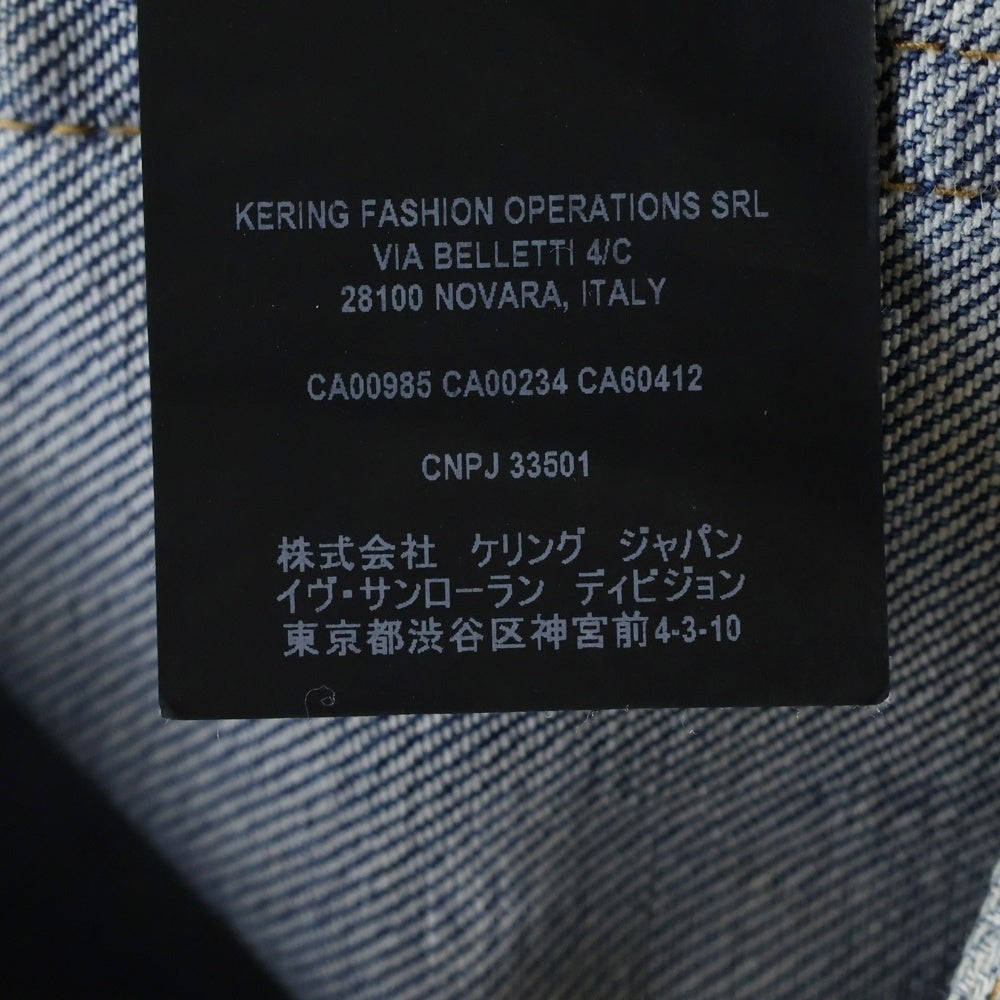 KERING FASHION OPERATIONS SRL
VIA BELLETTI 4/C
28100 NOVARA, ITALY
CA00985 CA00234 CA60412
CNPJ 33501
株式会社 ケリング ジャパン
イヴ・サンローラン ディビジョン
東京都渋谷区神宮前4-3-10